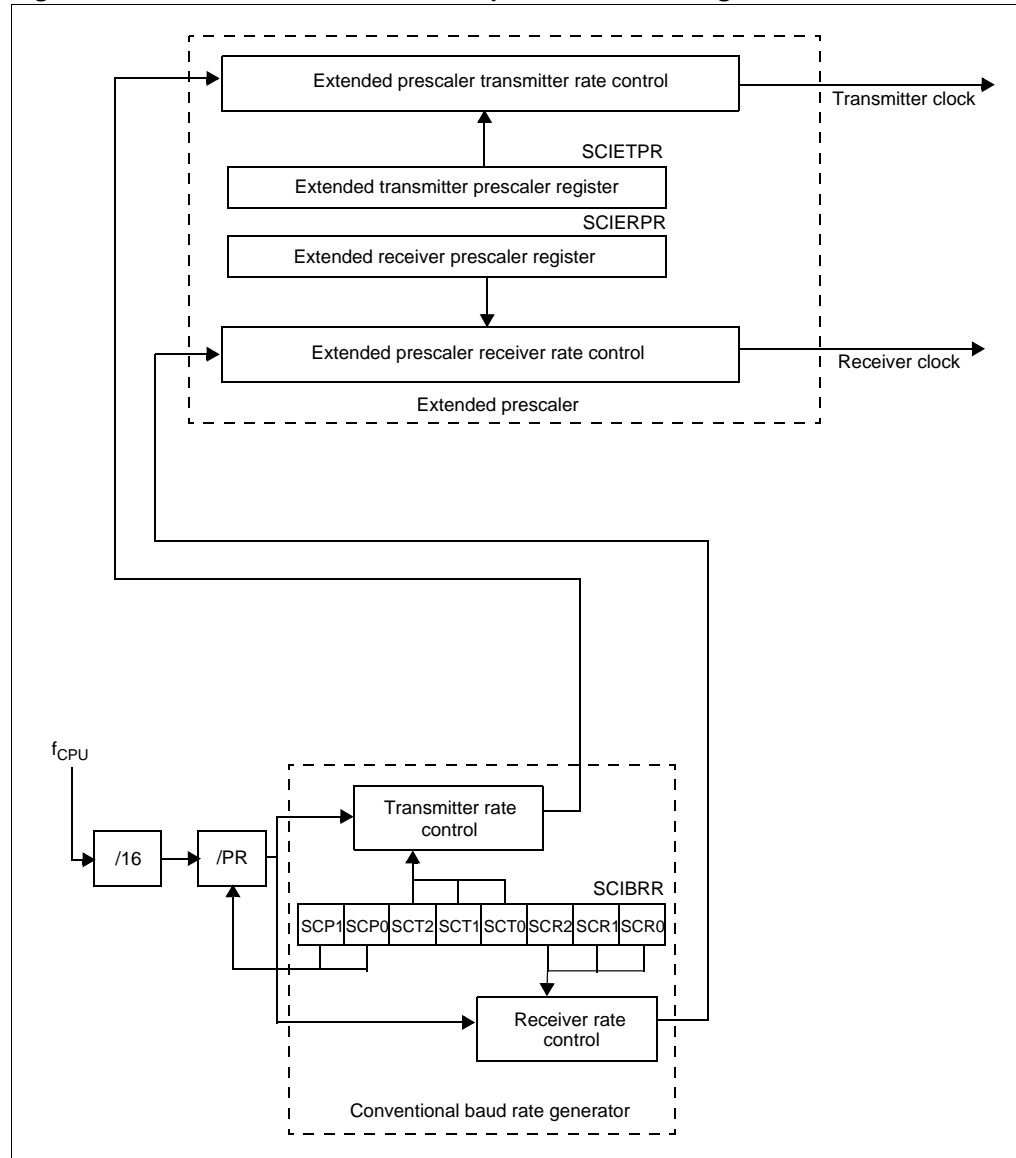 Extended prescaler transmitter rate control
Transmitter clock
SCIETPR
Extended transmitter prescaler register
SCIERPR
Extended receiver prescaler register
Extended prescaler receiver rate control
Receiver clock
Extended prescaler
fCPU
Transmitter rate
control
/16
/PR
SCIBRR
SCP1 SCP0 SCT2 SCT1 SCT0 SCR2 SCR1 SCR0
Receiver rate
control
Conventional baud rate generator